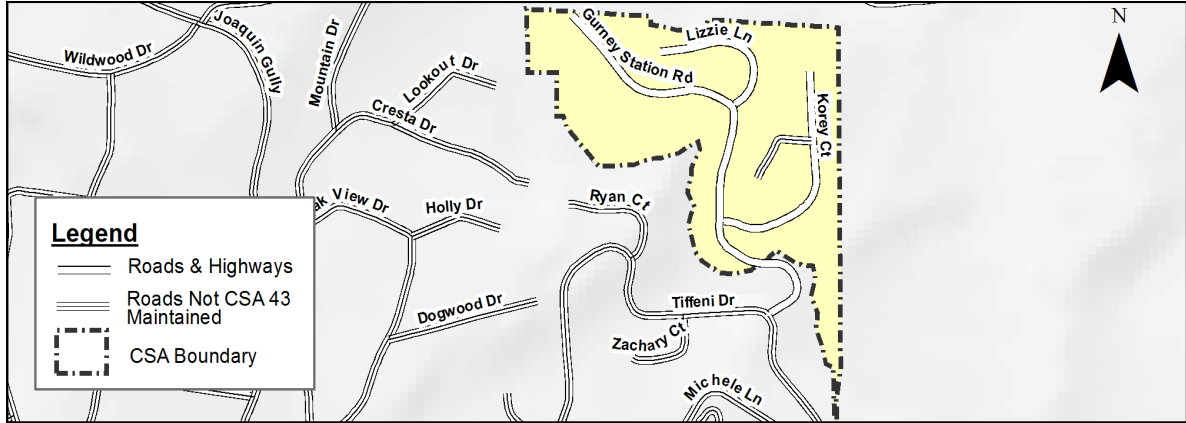 Wildwood Dr
Joaquin Gully
Mountain Dr
Lookout Dr
Cresta Dr
Gurney Station Rd
Lizzie Ln
Korey Ct
N
ak View Dr
Holly Dr
Ryan Ct
Dogwood Dr
Tiffeni Dr
Zachary Ct
Michele Ln
Legend
Roads & Highways
Roads Not CSA 43
Maintained
CSA Boundary